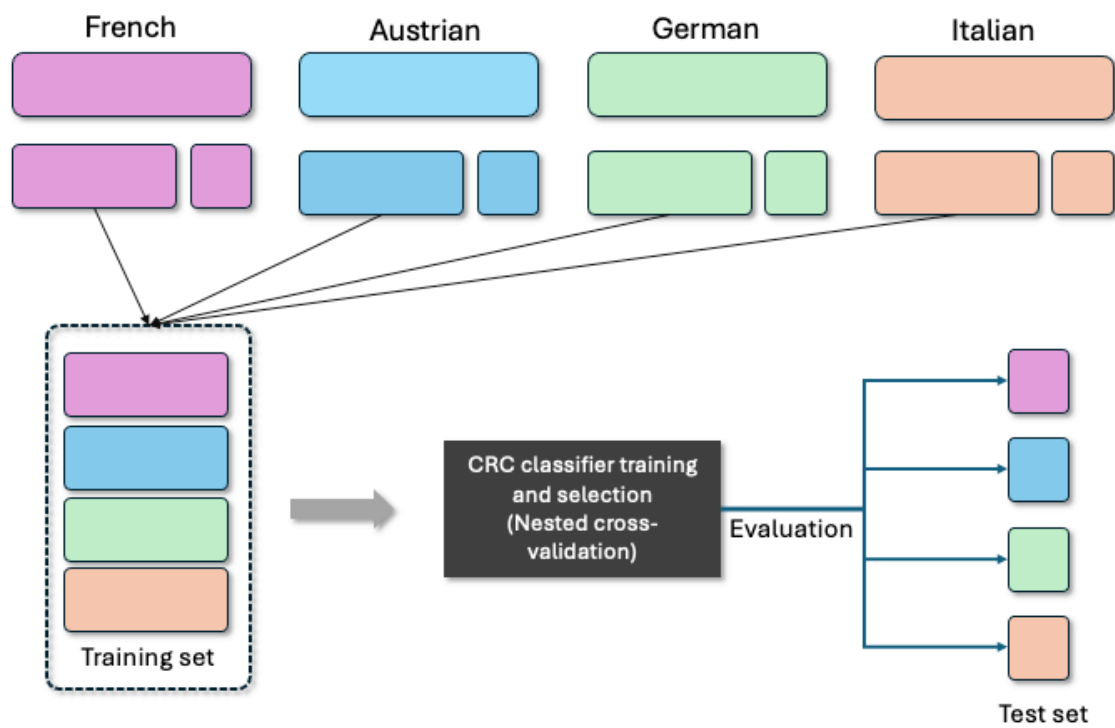 French
Austrian
German
Italian
Training set
CRC classifier training
and selection
(Nested cross-
validation)
Evaluation
Test set